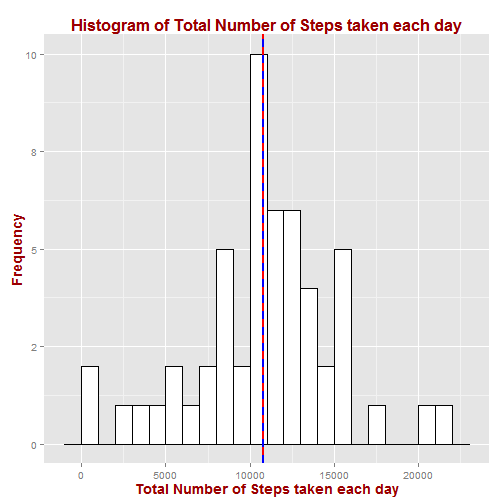 Histogram of Total Number of Steps taken each day
10
8
5
2
0
Frequency
0 5000 10000 15000 20000
Total Number of Steps taken each day